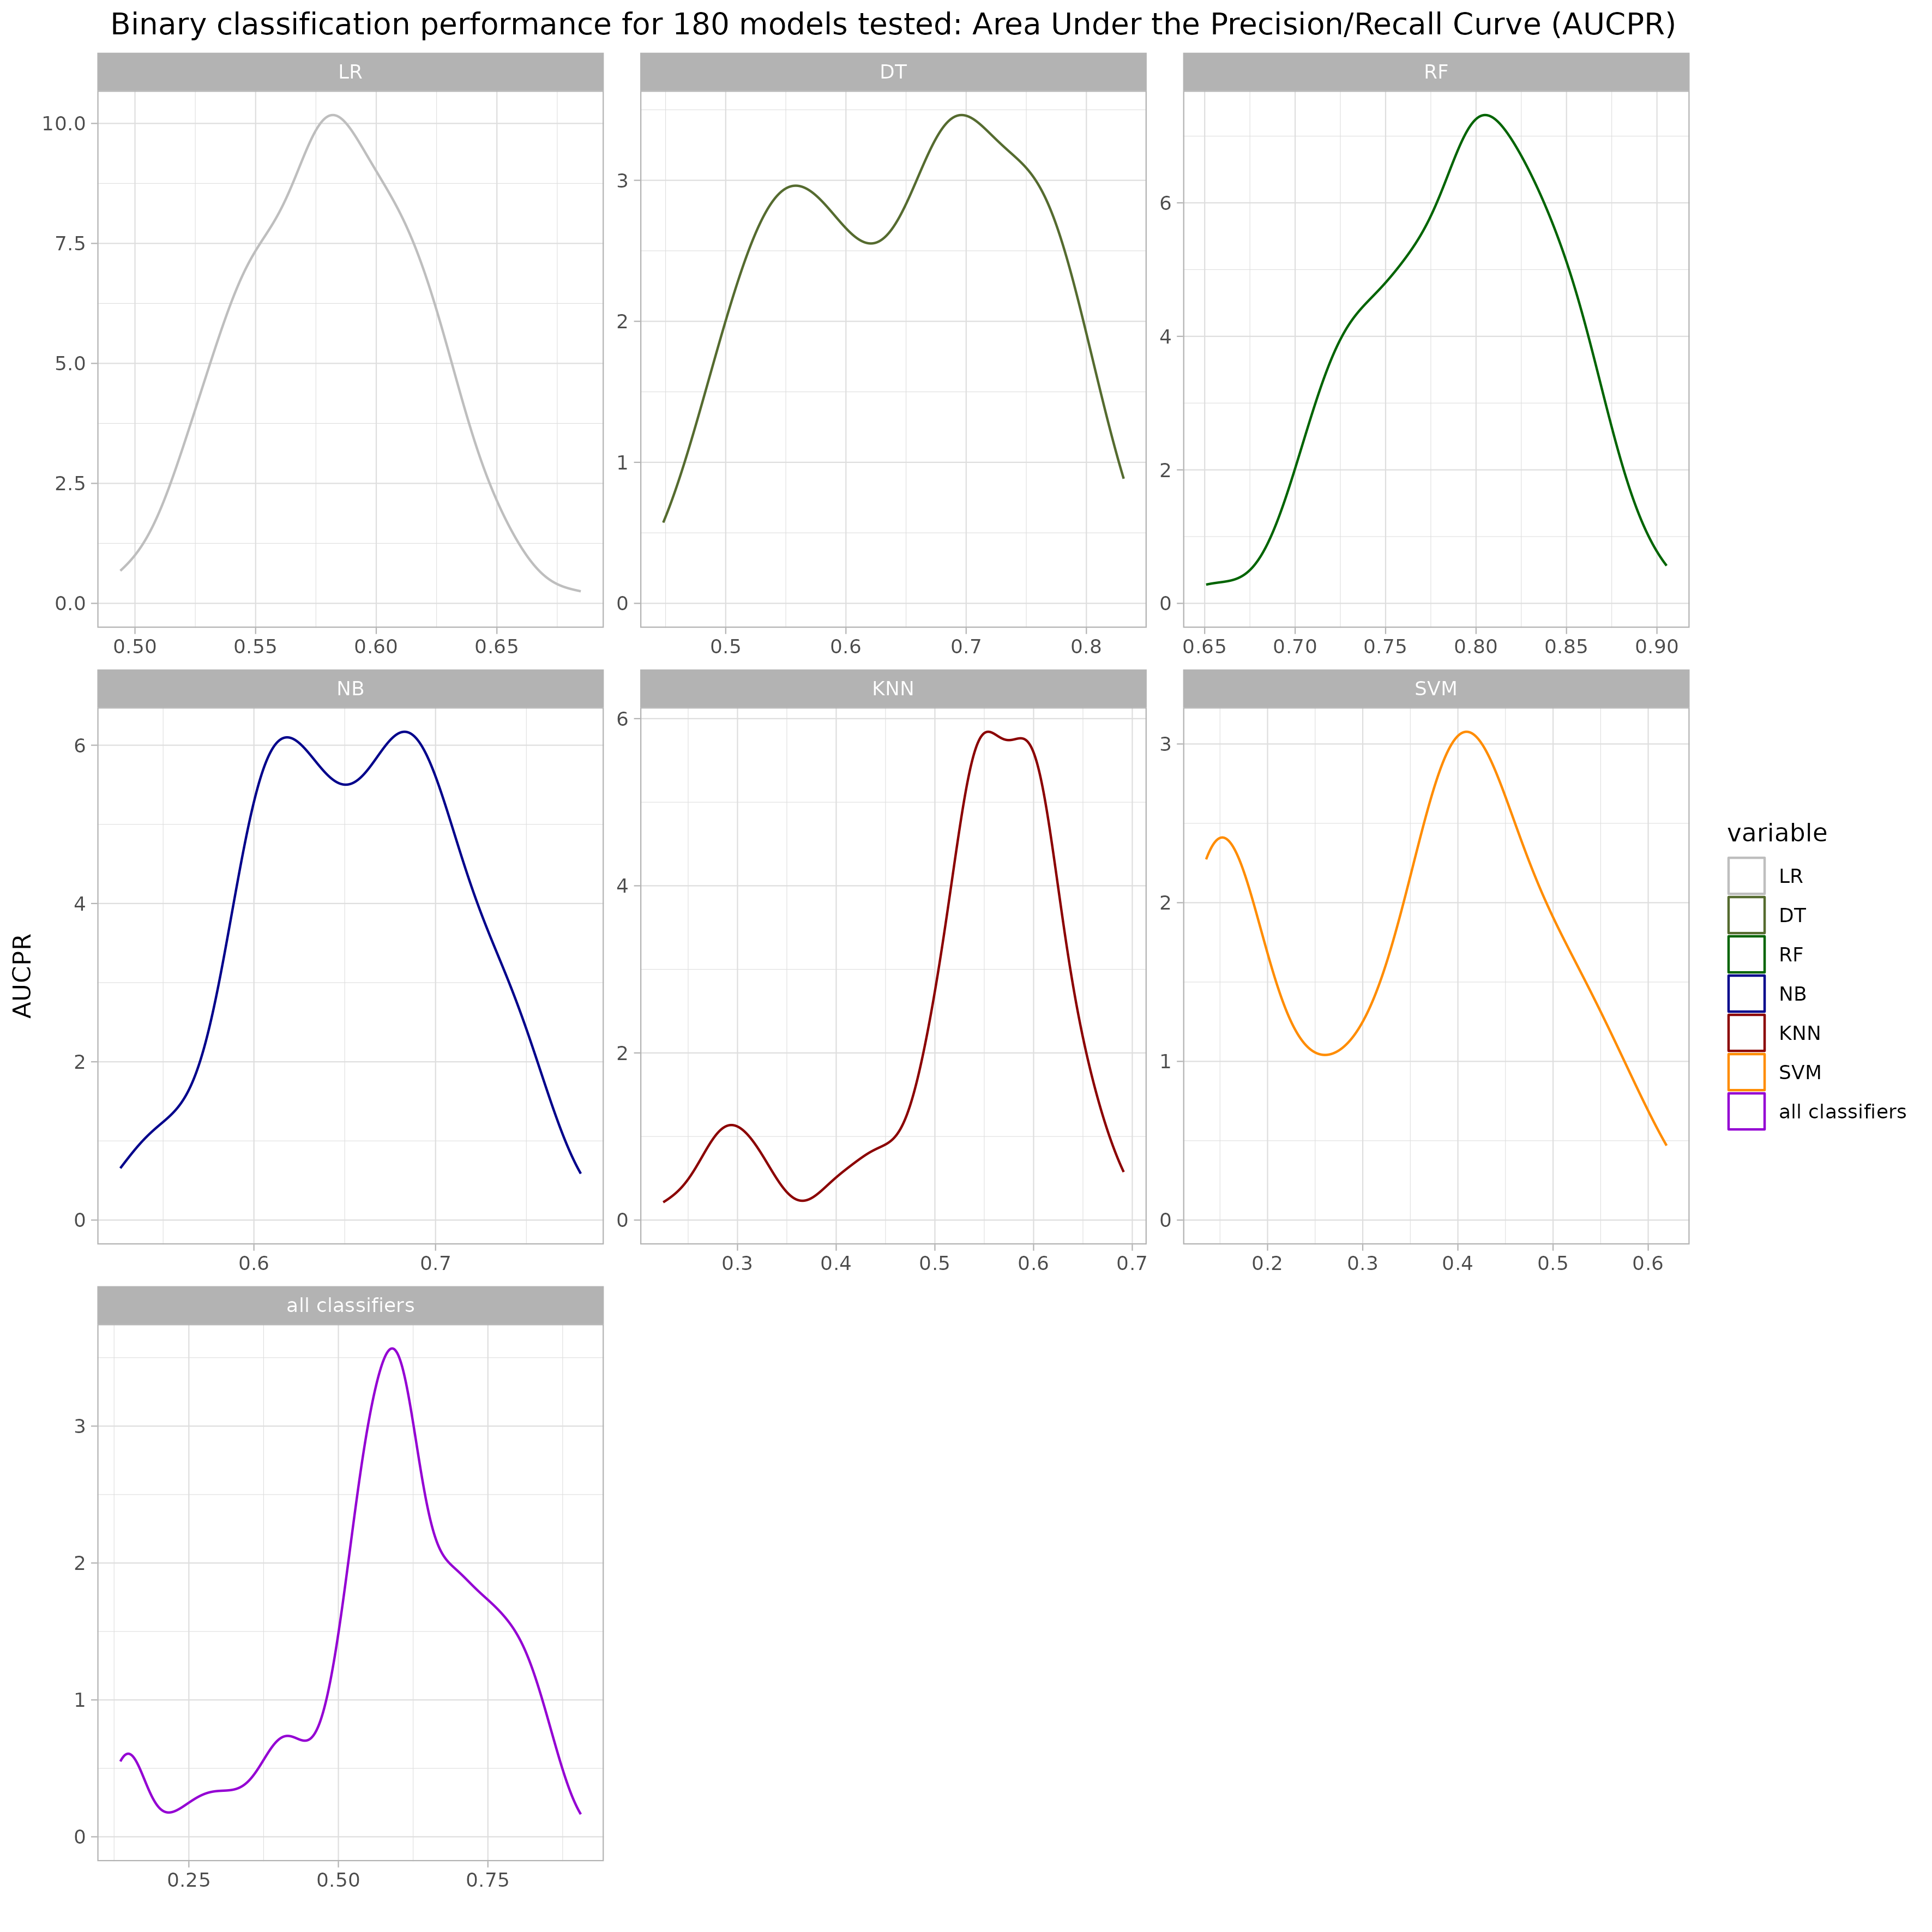 Binary classification performance for 180 models tested: Area Under the Precision/Recall Curve (AUCPR)
LR
DT
RF
10.0
7.5
5.0
2.5
0.0
0.50 0.55 0.60 0.65
3
2
1
0
0.5 0.6 0.7 0.8
6
4
2
0
0.65 0.70 0.75 0.80 0.85 0.90
NB
KNN
SVM
6
4
2
0
0.6 0.7
6
4
2
0
0.3 0.4 0.5 0.6 0.7
3
2
1
0
0.2 0.3 0.4 0.5 0.6
all classifiers
3
2
1
0
0.25 0.50 0.75
AUCPR
variable
LR
DT
RF
NB
KNN
SVM
all classifiers